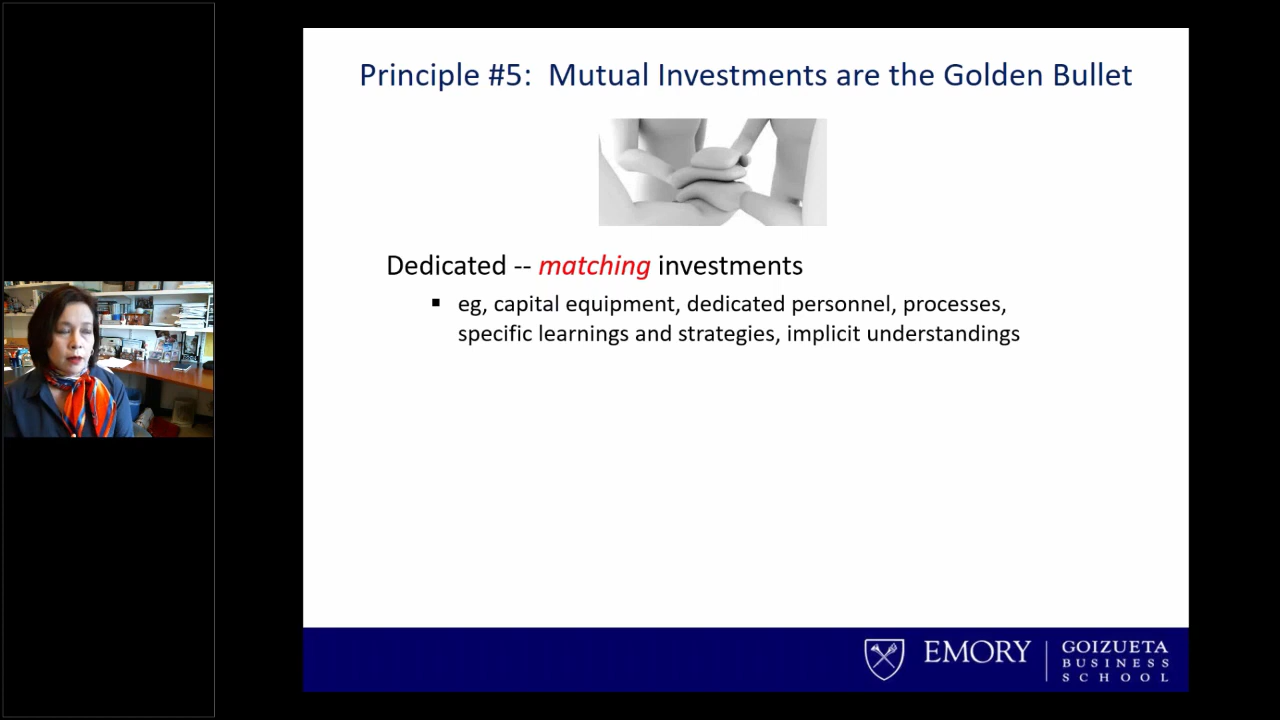 Principle #5:  Mutual Investments are the Golden Bullet
Dedicated -- matching investments
▪ eg, capital equipment, dedicated personnel, processes,
specific learnings and strategies, implicit understandings
EMORY
GOIZUETA
BUSINESS
SCHOOL